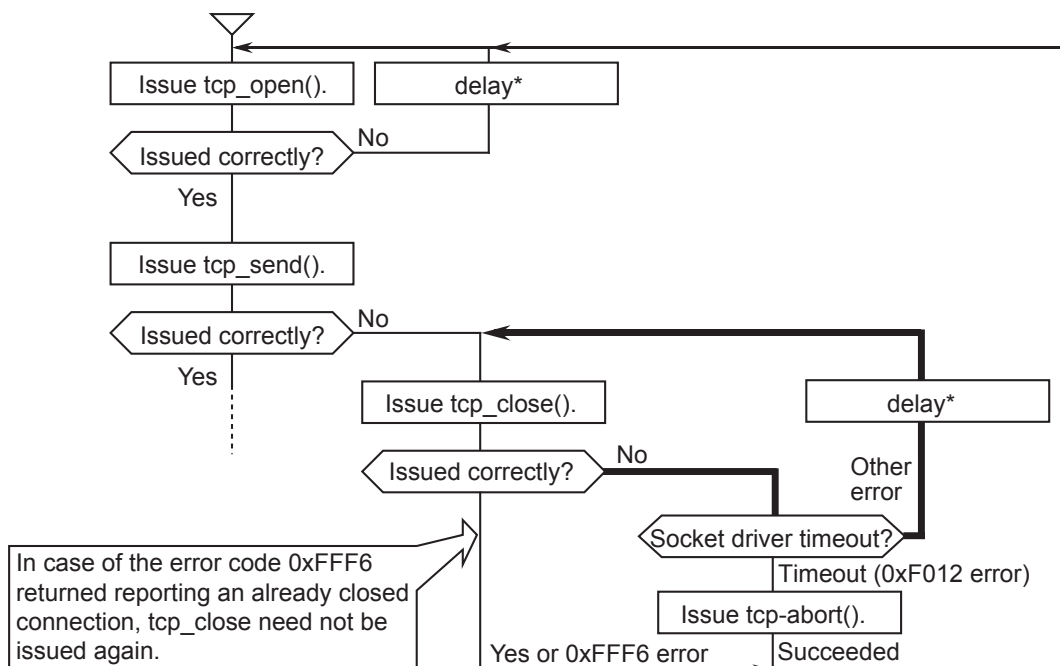 Issue tcp_open().
delay*
Issued correctly?
No
Yes
Issue tcp_send().
Issued correctly?
No
Yes
Issue tcp_close().
delay*
Issued correctly?
No
Other
error
Socket driver timeout?
In case of the error code 0xFFF6
returned reporting an already closed
connection, tcp_close need not be
issued again.
Timeout (0xF012 error)
Issue tcp-abort().
Yes or 0xFFF6 error
Succeeded